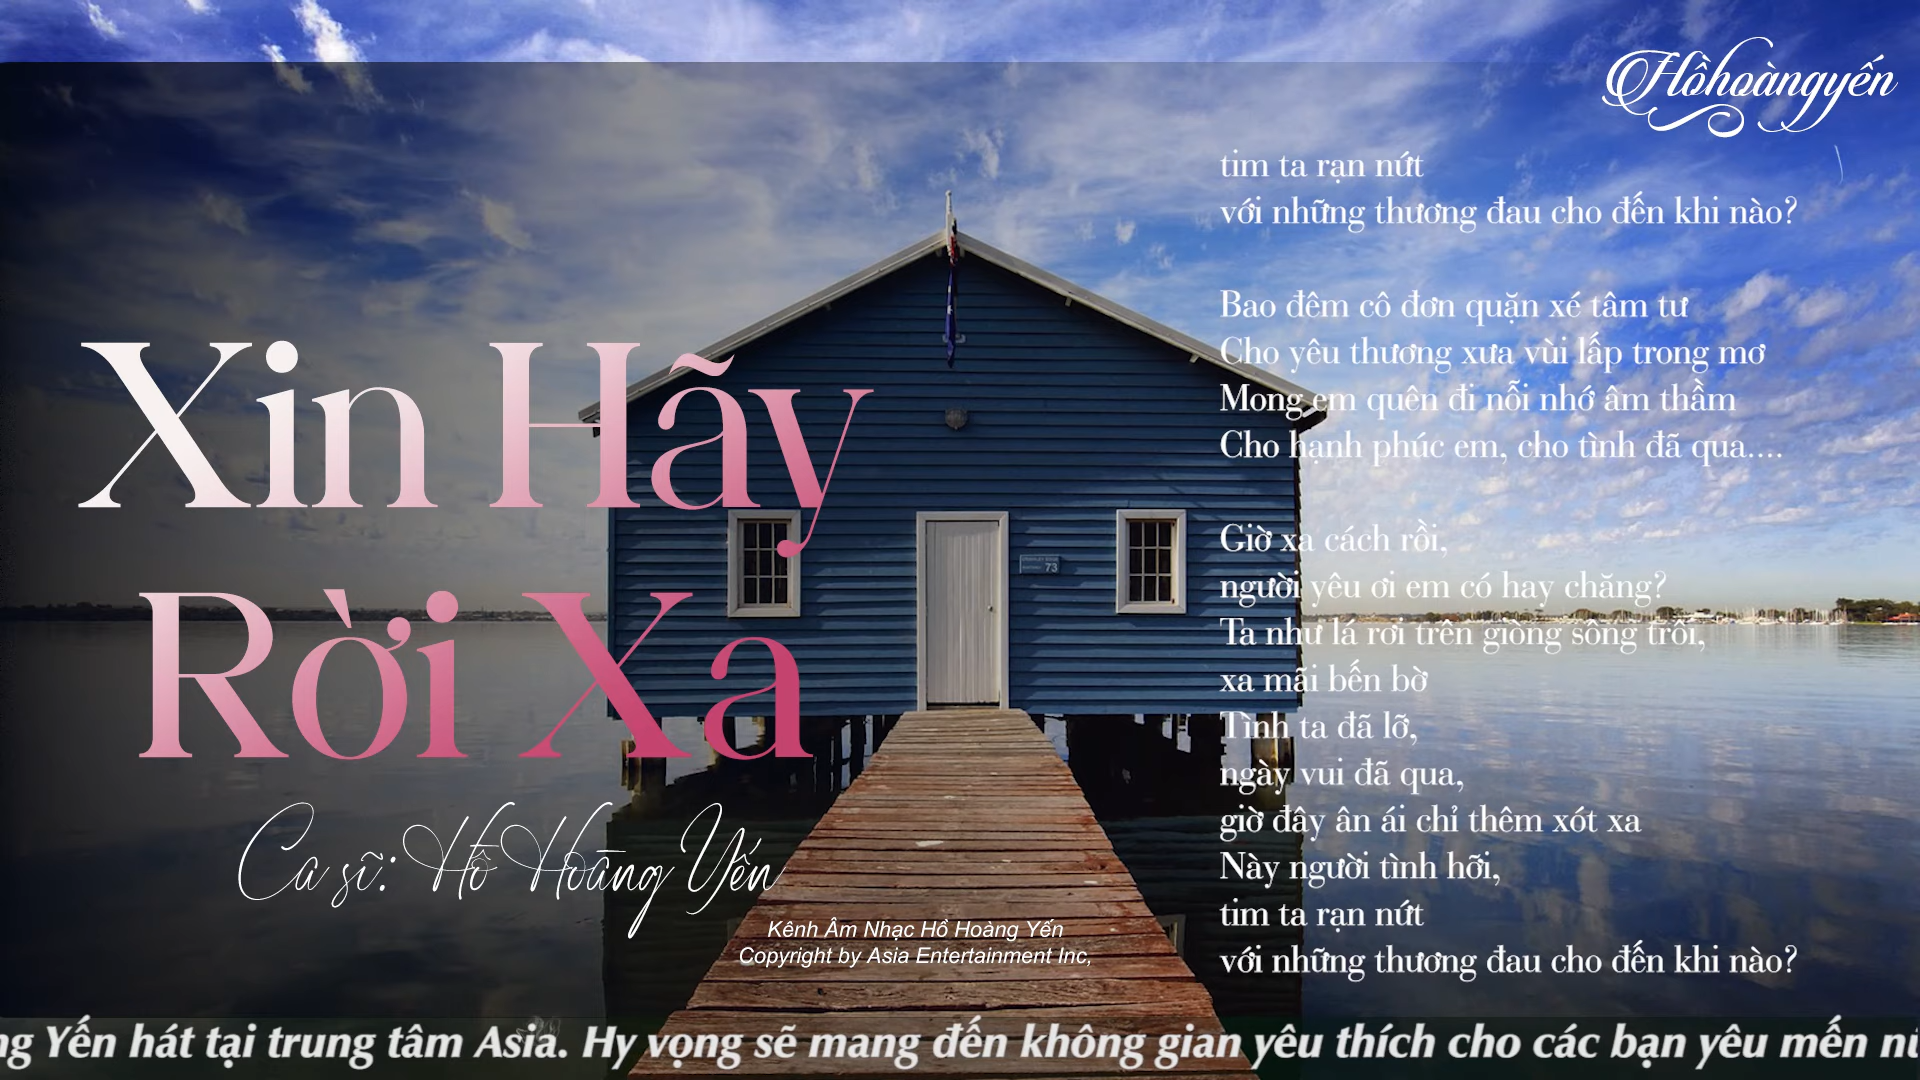 Hồhoàngyến
Xin Hãy
Rời Xa
Ca sĩ: Hồ Hoàng Yến
Kênh Âm Nhạc Hồ Hoàng Yến
Copyright by Asia Entertainment Inc,
tim ta rạn nứt
với những thương đau cho đến khi nào?
Bao đêm cô đơn quặn xé tâm tư
Cho yêu thương xưa vùi lấp trong mơ
Mong em quên đi nỗi nhớ âm thầm
Cho hạnh phúc em, cho tình đã qua....
Giờ xa cách rồi,
người yêu ơi em có hay chăng?
Ta như lá rơi trên giòng sông trôi,
xa mãi bến bờ
Tình ta đã lỡ,
ngày vui đã qua,
giờ đây ân ái chỉ thêm xót xa
Này người tình hỡi,
tim ta rạn nứt
với những thương đau cho đến khi nào?
73
ng Yến hát tại trung tâm Asia. Hy vọng sẽ mang đến không gian yêu thích cho các bạn yêu mến